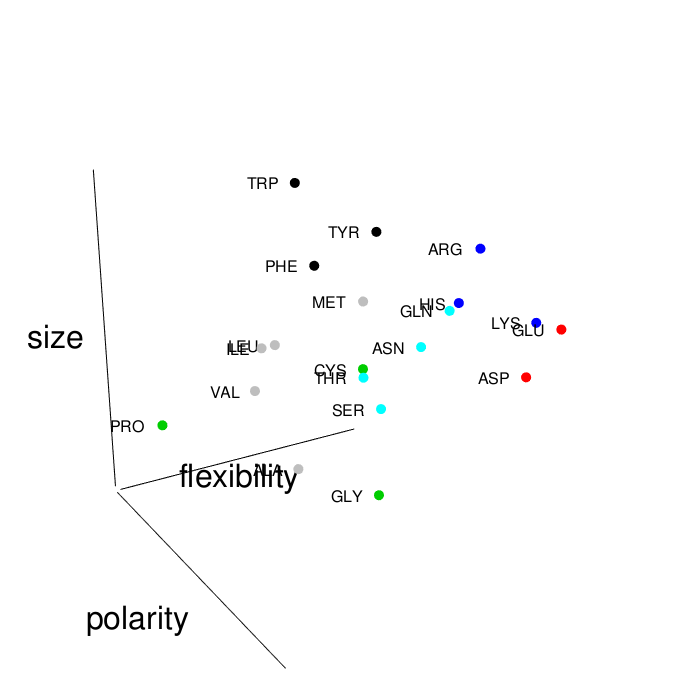 TRP
TYR
ARG
PHE
MET
HIS
GLN
LYS
GLU
size
LEU
ILE
ASN
CYS
THR
ASP
VAL
SER
PRO
ALA
flexibility
GLY
polarity